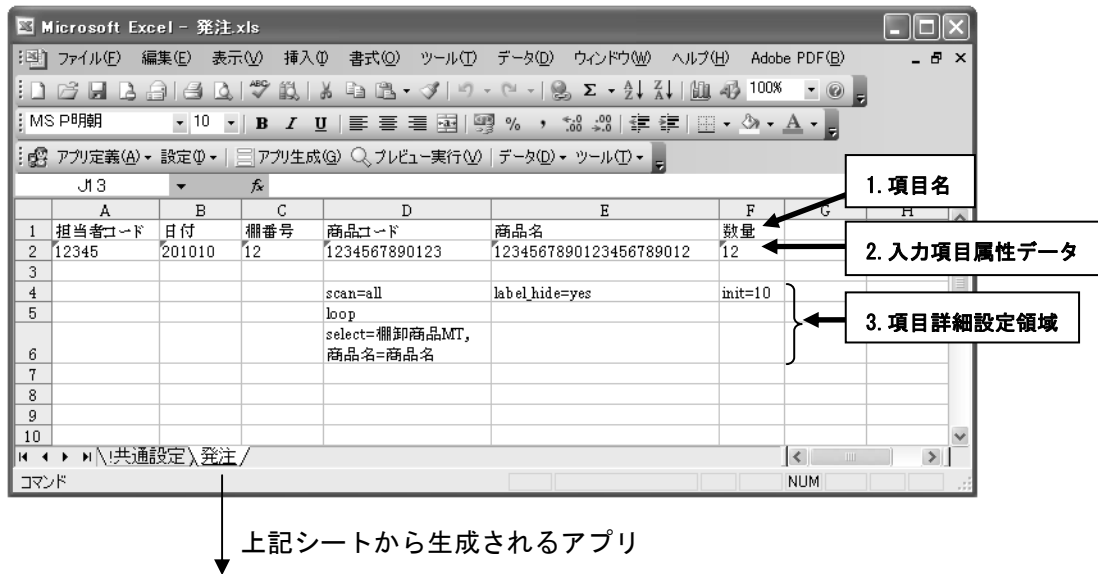 Microsoft Excel - 発注.xls
ファイル(F) 編集(E) 表示(V) 挿入(I) 書式(O) ツール(T) データ(D) ウィンドウ(W) ヘルプ(H) Adobe PDF(B)
100%
MS P明朝 10 B I U
アプリ定義(A) 設定(I) アプリ生成(G) プレビュー実行(V) データ(D) ツール(T)
J13 fx
1. 項目名
A B C D E F G H
1 担当者コード 日付 棚番号 商品コード 商品名 数量
2 12345 201010 12 1234567890123 1234567890123456789012 12
2. 入力項目属性データ
3
4 scan=all label_hide=yes init=10
5 loop
3. 項目詳細設定領域
select=棚卸商品MT,
6 商品名=商品名
7
8
9
10
!共通設定 発注
コマンド NUM
上記シートから生成されるアプリ